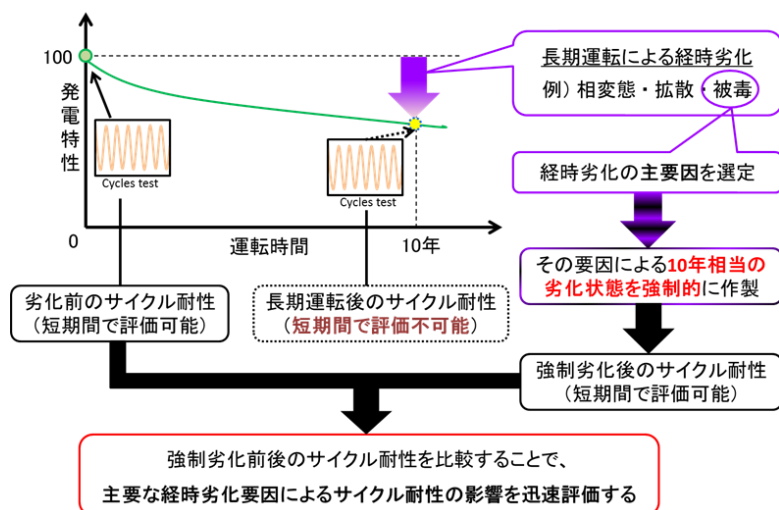 100
発電特性
Cycles test
Cycles test
0
運転時間
10年
長期運転による経時劣化
例）相変態・拡散・被毒
経時劣化の主要因を選定
その要因による10年相当の
劣化状態を強制的に作製
劣化前のサイクル耐性
（短期間で評価可能）
長期運転後のサイクル耐性
（短期間で評価不可能）
強制劣化後のサイクル耐性
（短期間で評価可能）
強制劣化前後のサイクル耐性を比較することで、
主要な経時劣化要因によるサイクル耐性の影響を迅速評価する